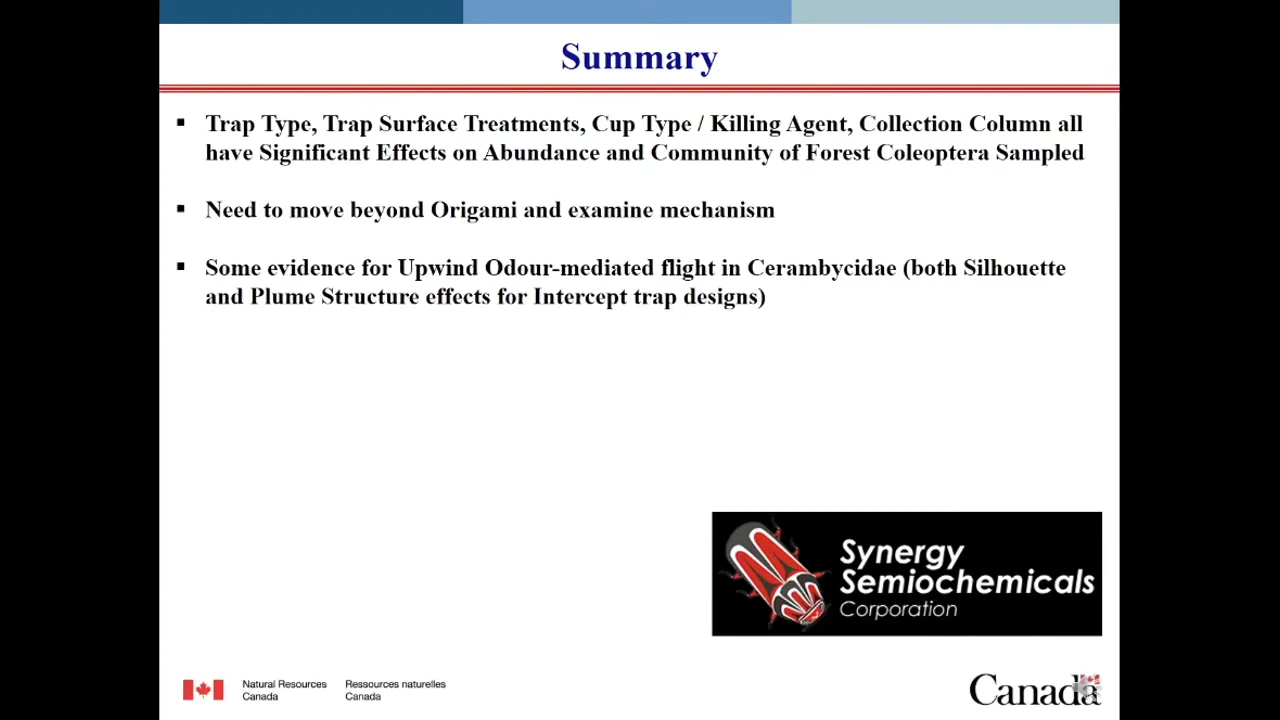 Summary
▪ Trap Type, Trap Surface Treatments, Cup Type / Killing Agent, Collection Column all
have Significant Effects on Abundance and Community of Forest Coleoptera Sampled
▪ Need to move beyond Origami and examine mechanism
▪ Some evidence for Upwind Odour-mediated flight in Cerambycidae (both Silhouette
and Plume Structure effects for Intercept trap designs)
Synergy
Semiochemicals
Corporation
Natural Resources
Canada
Ressources naturelles
Canada
Canada